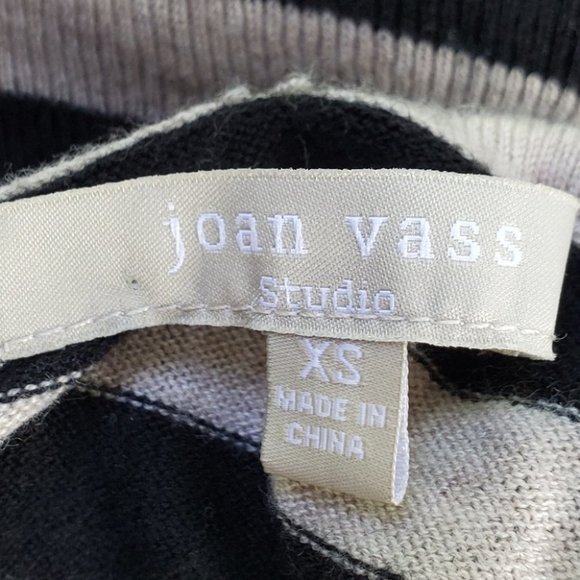 joan vass
Studio
XS
MADE IN
CHINA